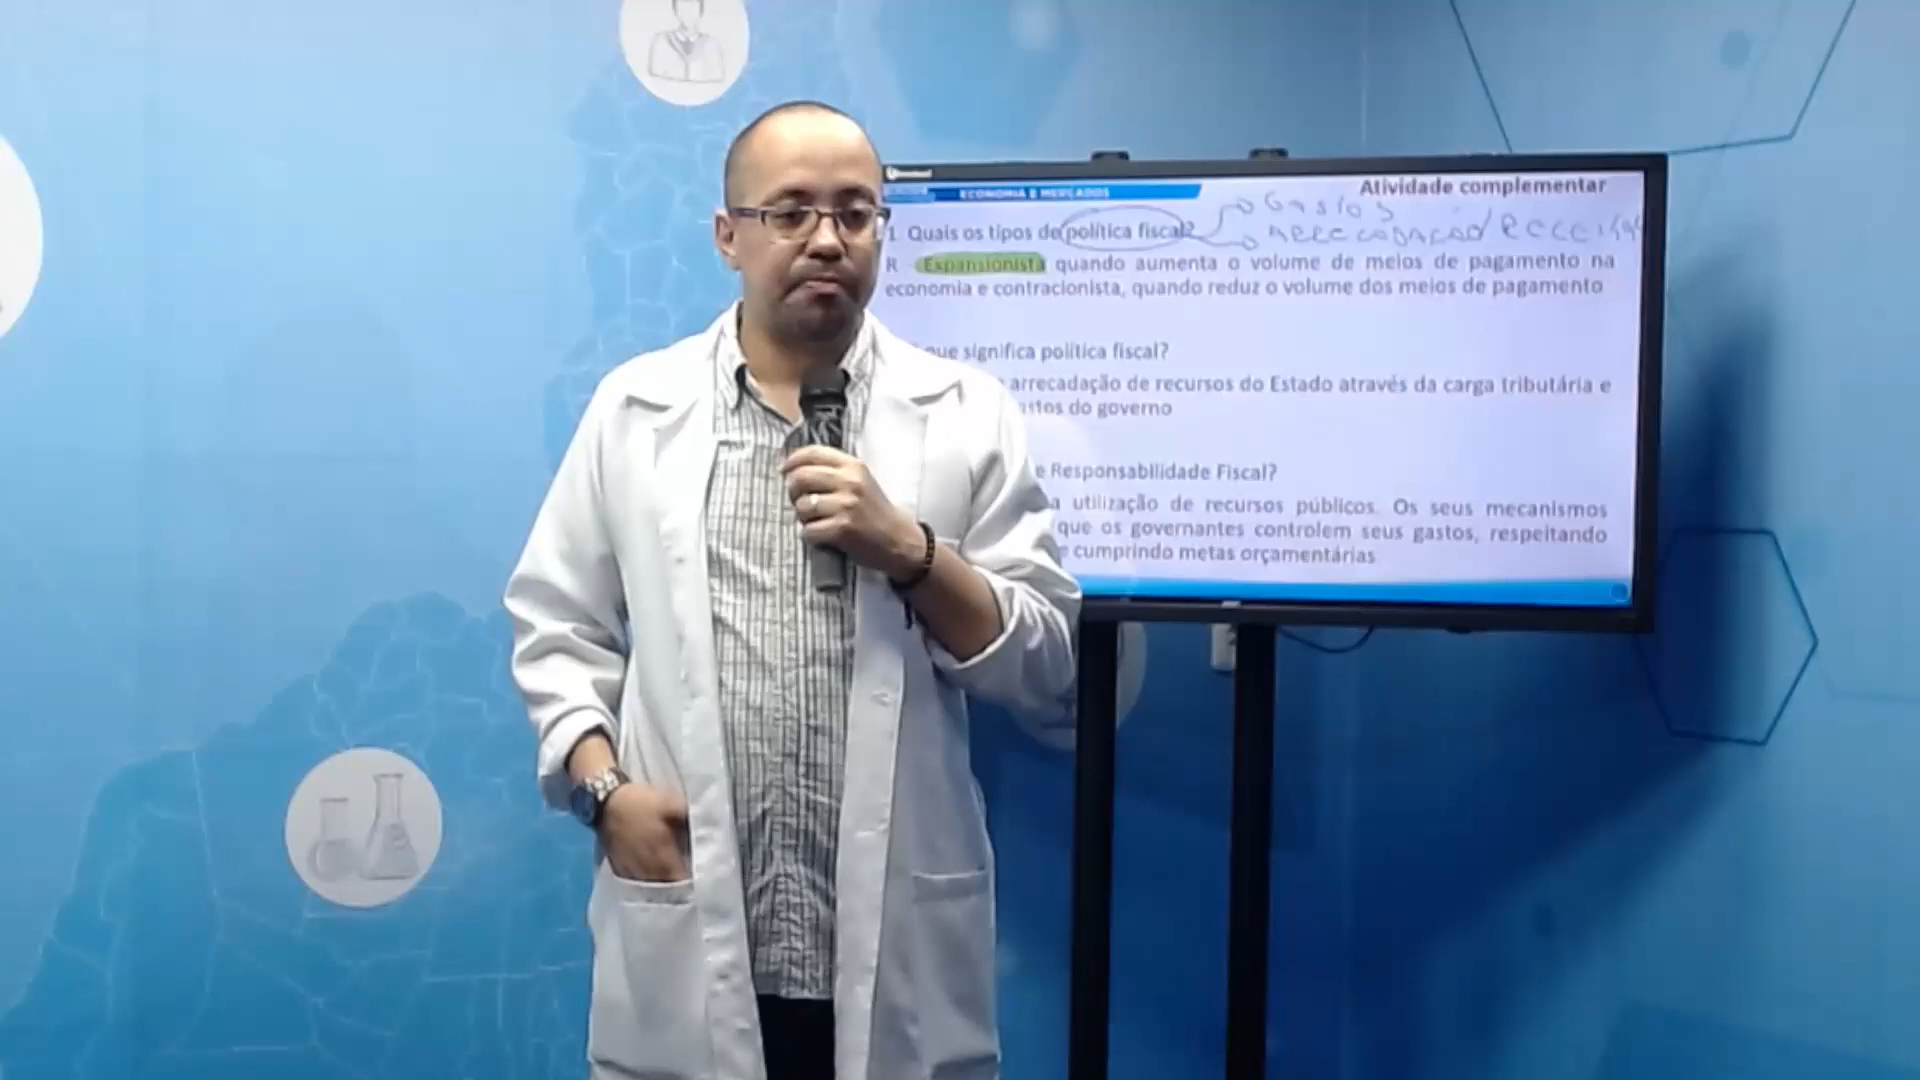 ECONOMIA E MERCADOS
Atividade complementar
Gastos
1 Quais os tipos de política fiscal?
Arrecadação/Receitas
R Expansionista quando aumenta o volume de meios de pagamento na
economia e contracionista, quando reduz o volume dos meios de pagamento
que significa política fiscal?
arrecadação de recursos do Estado através da carga tributária e
do governo
e Responsabilidade Fiscal?
a utilização de recursos públicos. Os seus mecanismos
que os governantes controlem seus gastos, respeitando
e cumprindo metas orçamentárias